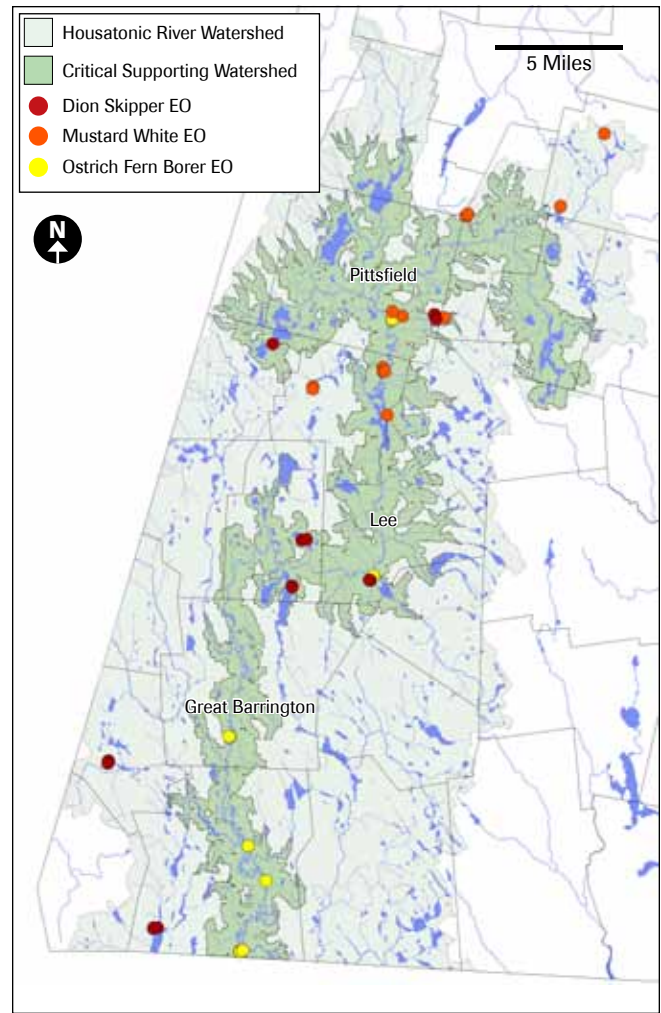 Housatonic River Watershed
Critical Supporting Watershed
Dion Skipper EO
Mustard White EO
Ostrich Fern Borer EO
5 Miles
N
Pittsfield
Lee
Great Barrington